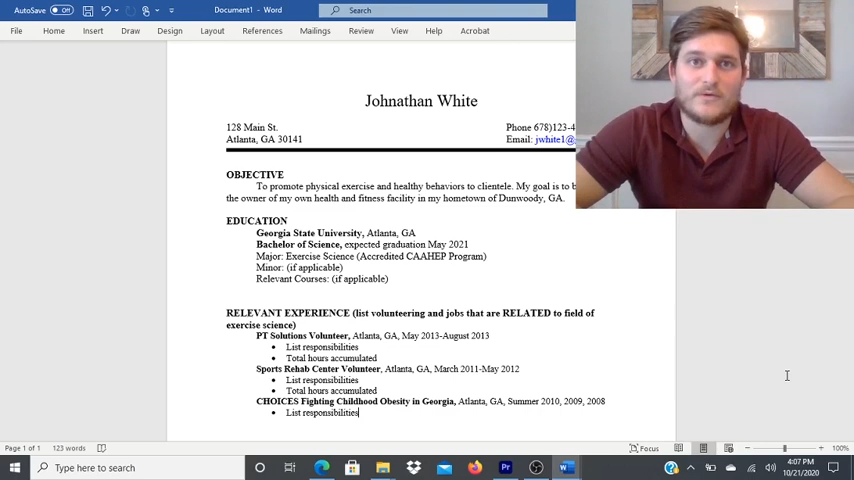 AutoSave Off Document1 - Word Search
File Home Insert Draw Design Layout References Mailings Review View Help Acrobat
Johnathan White
128 Main St. Phone 678)123-4
Atlanta, GA 30141 Email: jwhite1@
OBJECTIVE
To promote physical exercise and healthy behaviors to clientele. My goal is to b
the owner of my own health and fitness facility in my hometown of Dunwoody, GA.
EDUCATION
Georgia State University, Atlanta, GA
Bachelor of Science, expected graduation May 2021
Major: Exercise Science (Accredited CAAHEP Program)
Minor: (if applicable)
Relevant Courses: (if applicable)
RELEVANT EXPERIENCE (list volunteering and jobs that are RELATED to field of
exercise science)
PT Solutions Volunteer, Atlanta, GA, May 2013-August 2013
• List responsibilities
• Total hours accumulated
Sports Rehab Center Volunteer, Atlanta, GA, March 2011-May 2012
• List responsibilities
• Total hours accumulated
CHOICES Fighting Childhood Obesity in Georgia, Atlanta, GA, Summer 2010, 2009, 2008
• List responsibilities
Page 1 of 1 123 words Focus 100%
Type here to search 4:07 PM
10/21/2020